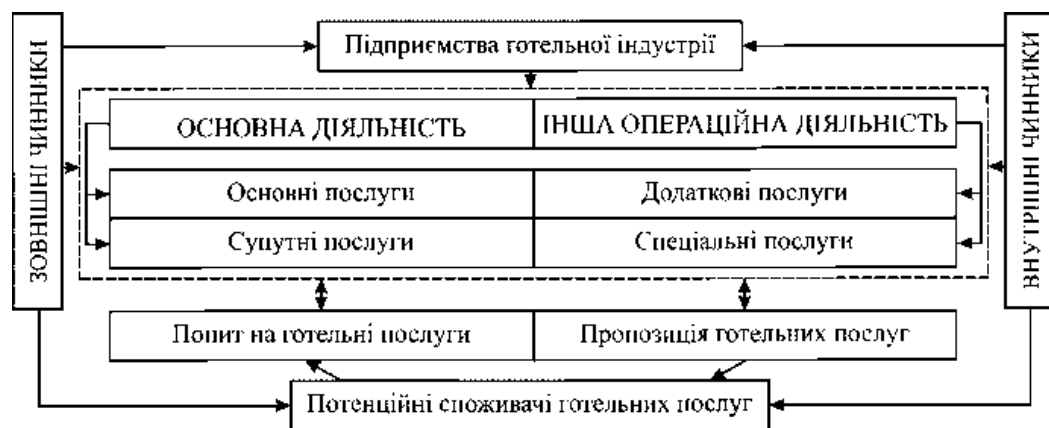 Підприємства готельної індустрії
ЗОВНІШНІ ЧИННИКИ
ВНУТРІШНІ ЧИННИКИ
ОСНОВНА ДІЯЛЬНІСТЬ
ІНША ОПЕРАЦІЙНА ДІЯЛЬНІСТЬ
Основні послуги
Додаткові послуги
Супутні послуги
Спеціальні послуги
Попит на готельні послуги
Пропозиція готельних послуг
Потенційні споживачі готельних послуг